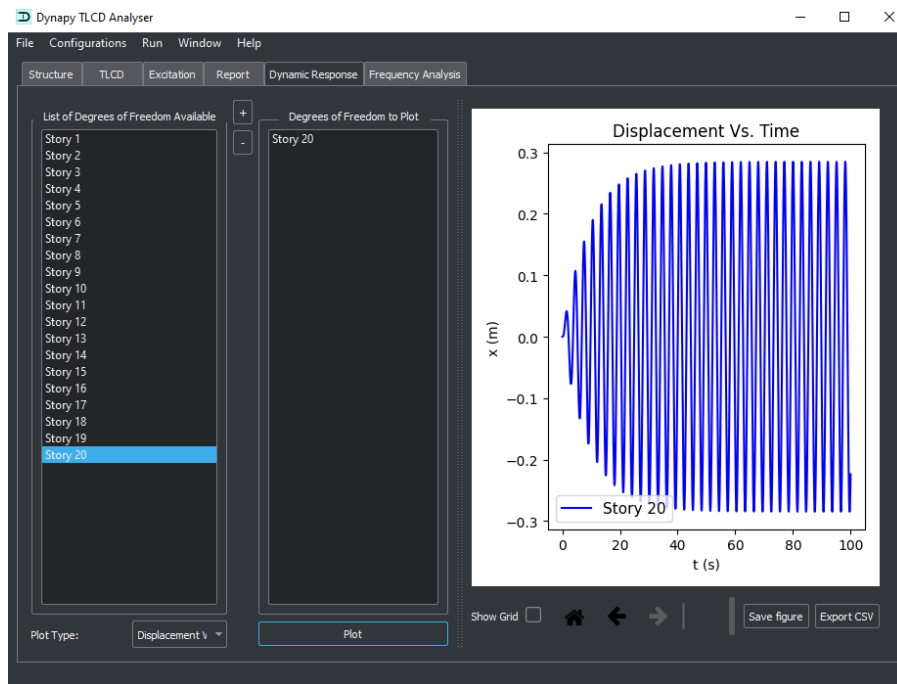 Dynapy TLCD Analyser
File Configurations Run Window Help
Structure TLCD Excitation Report Dynamic Response Frequency Analysis
List of Degrees of Freedom Available
+
-
Degrees of Freedom to Plot
Story 1
Story 2
Story 3
Story 4
Story 5
Story 6
Story 7
Story 8
Story 9
Story 10
Story 11
Story 12
Story 13
Story 14
Story 15
Story 16
Story 17
Story 18
Story 19
Story 20
Story 20
Plot Type:
Displacement V
Plot
Displacement Vs. Time
x (m)
0.3
0.2
0.1
0.0
−0.1
−0.2
−0.3
Story 20
0 20 40 60 80 100
t (s)
Show Grid
Save figure
Export CSV